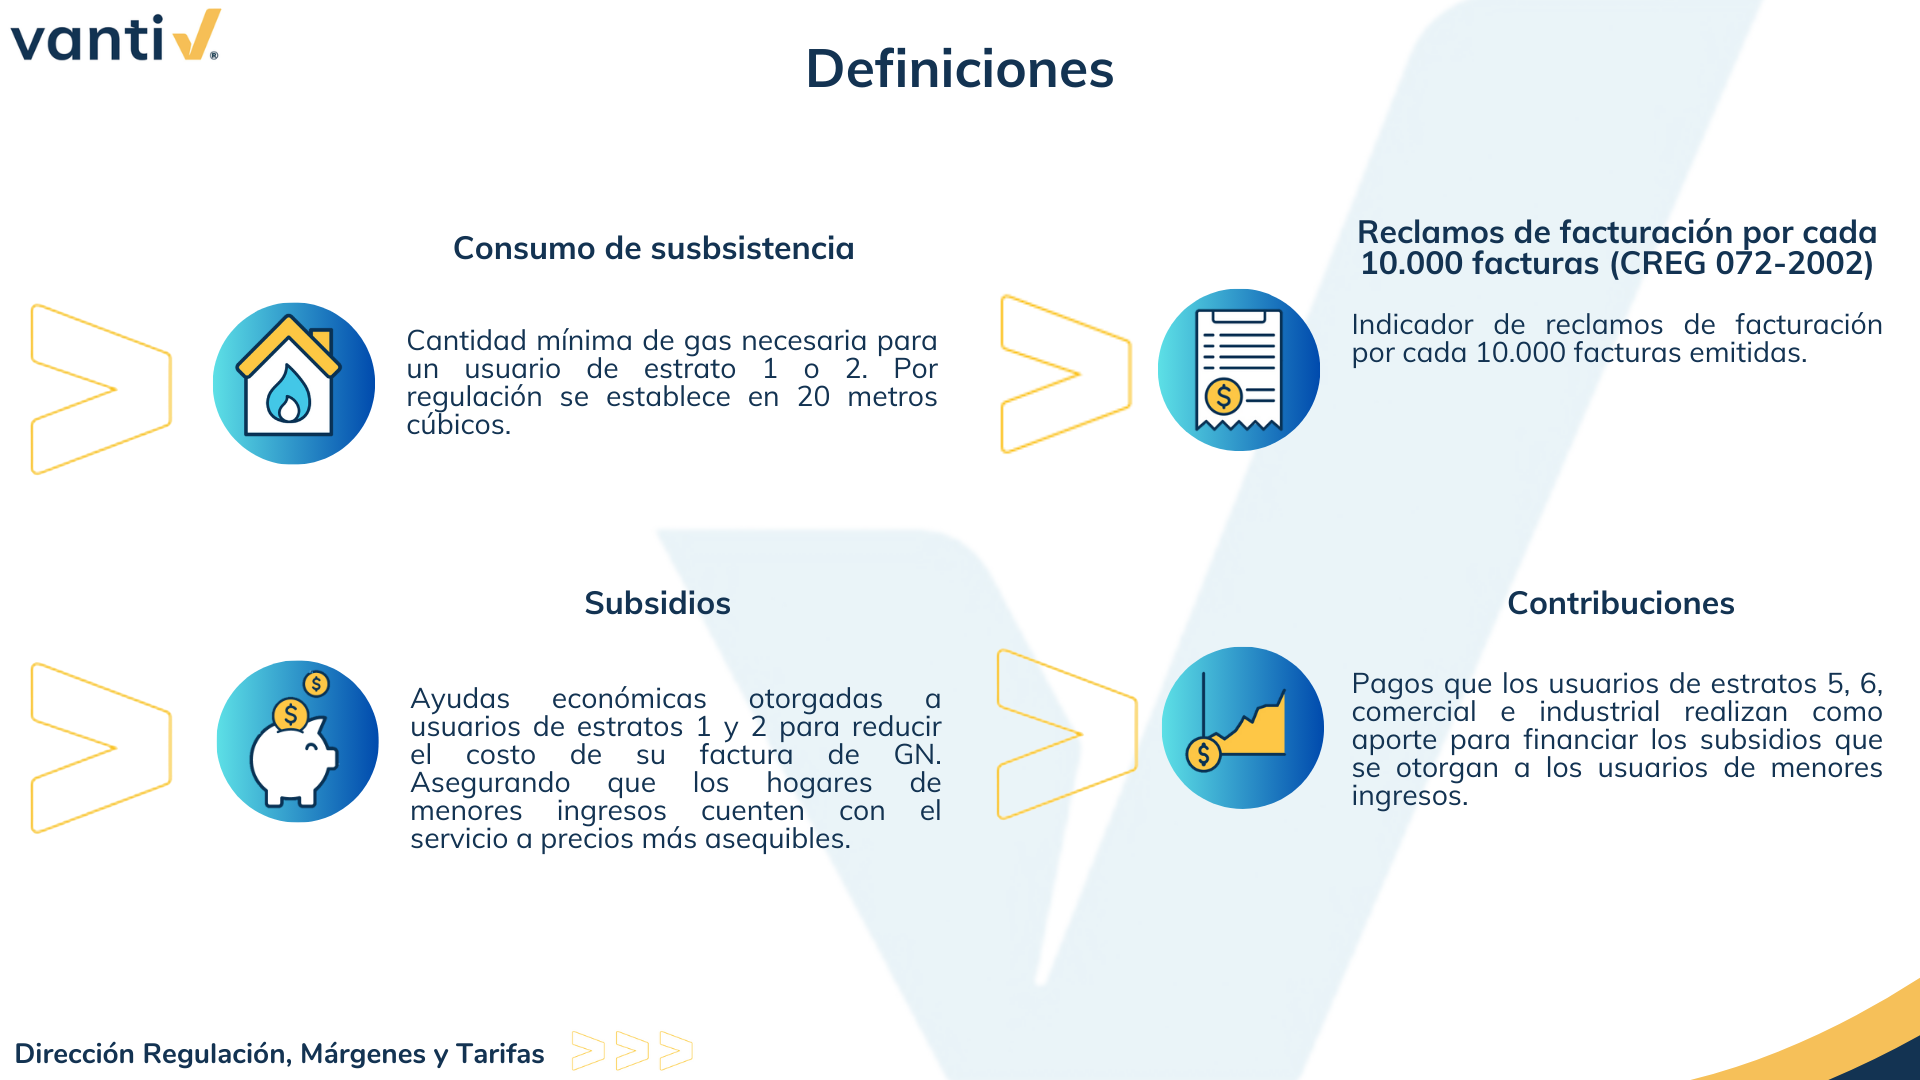 vanti
Definiciones
Consumo de susbsistencia
Cantidad mínima de gas necesaria para
un usuario de estrato 1 o 2. Por
regulación se establece en 20 metros
cúbicos.
Reclamos de facturación por cada
10.000 facturas (CREG 072-2002)
Indicador de reclamos de facturación
por cada 10.000 facturas emitidas.
Subsidios
Ayudas económicas otorgadas a
usuarios de estratos 1 y 2 para reducir
el costo de su factura de GN.
Asegurando que los hogares de
menores ingresos cuenten con el
servicio a precios más asequibles.
Contribuciones
Pagos que los usuarios de estratos 5, 6,
comercial e industrial realizan como
aporte para financiar los subsidios que
se otorgan a los usuarios de menores
ingresos.
Dirección Regulación, Márgenes y Tarifas